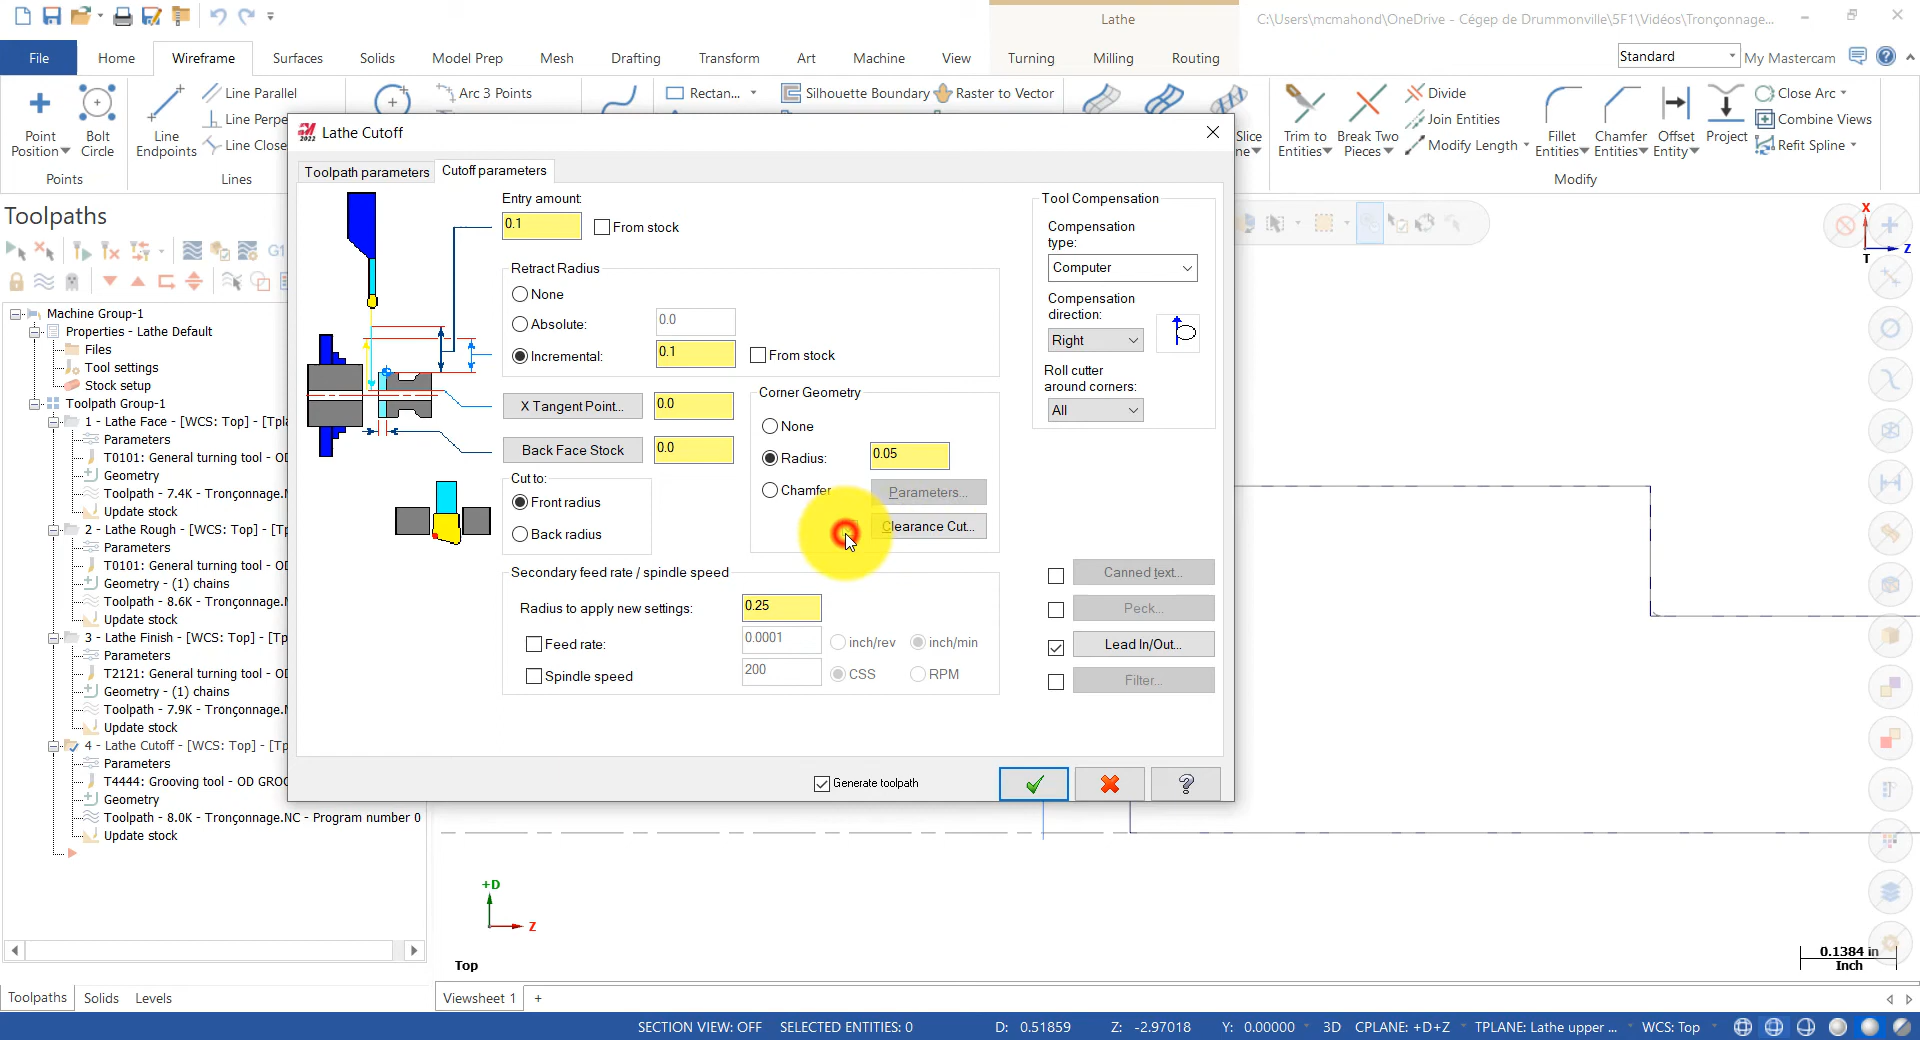 Lathe
C:\Users\mcmahond\OneDrive - Cégep de Drummonville\5F1\Vidéos\Tronçonnage...
File
Home
Wireframe
Surfaces
Solids
Model Prep
Mesh
Drafting
Transform
Art
Machine
View
Turning
Milling
Routing
Standard
My Mastercam
Point
Position
Bolt
Circle
Points
Line
Endpoints
Line Parallel
Line Perpe
Line Close
Lines
Arc 3 Points
Rectan...
Silhouette Boundary
Raster to Vector
Slice
Trim to
Entities
Break Two
Pieces
Divide
Join Entities
Modify Length
Fillet
Entities
Chamfer
Entities
Offset
Entity
Project
Close Arc
Combine Views
Refit Spline
Modify
Toolpaths
G1
Machine Group-1
Properties - Lathe Default
Files
Tool settings
Stock setup
Toolpath Group-1
1 - Lathe Face - [WCS: Top] - [Tpla
Parameters
T0101: General turning tool - OD
Geometry
Toolpath - 7.4K - Tronçonnage.N
Update stock
2 - Lathe Rough - [WCS: Top] - [Tp
Parameters
T0101: General turning tool - OD
Geometry - (1) chains
Toolpath - 8.6K - Tronçonnage.N
Update stock
3 - Lathe Finish - [WCS: Top] - [Tp
Parameters
T2121: General turning tool - OD
Geometry - (1) chains
Toolpath - 7.9K - Tronçonnage.N
Update stock
4 - Lathe Cutoff - [WCS: Top] - [Tp
Parameters
T4444: Grooving tool - OD GROO
Geometry
Toolpath - 8.0K - Tronçonnage.NC - Program number 0
Update stock
Toolpaths
Solids
Levels
2022
Lathe Cutoff
Toolpath parameters
Cutoff parameters
Entry amount:
0.1
From stock
Retract Radius
None
Absolute:
0.0
Incremental:
0.1
From stock
X Tangent Point...
0.0
Back Face Stock
0.0
Cut to:
Front radius
Back radius
Corner Geometry
None
Radius:
0.05
Chamfer
Parameters...
Clearance Cut...
Secondary feed rate / spindle speed
Radius to apply new settings:
0.25
Feed rate:
0.0001
inch/rev
inch/min
Spindle speed
200
CSS
RPM
Tool Compensation
Compensation
type:
Computer
Compensation
direction:
Right
Roll cutter
around corners:
All
Canned text...
Peck...
Lead In/Out...
Filter...
Generate toolpath
X
Z
T
+D
Z
Top
0.1384 in
Inch
Viewsheet 1
+
SECTION VIEW: OFF
SELECTED ENTITIES: 0
D: 0.51859
Z: -2.97018
Y: 0.00000
3D
CPLANE: +D+Z
TPLANE: Lathe upper ...
WCS: Top